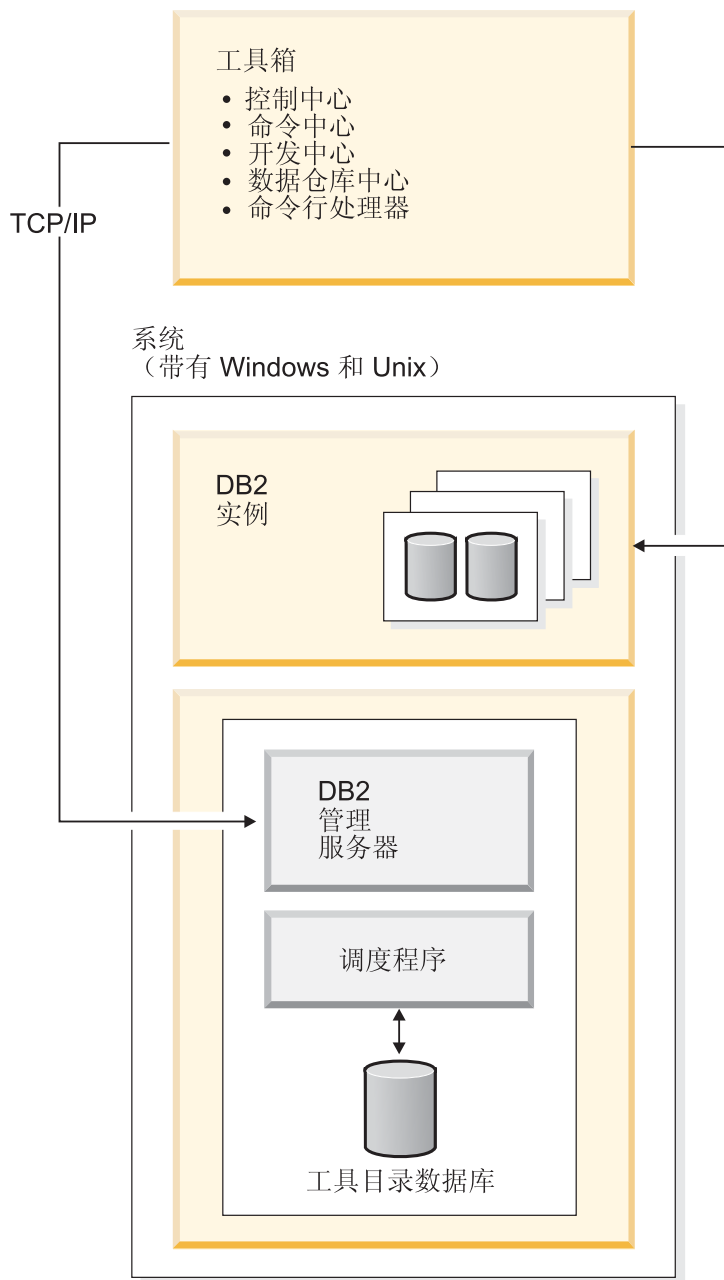 工具箱
• 控制中心
• 命令中心
• 开发中心
• 数据仓库中心
• 命令行处理器
TCP/IP
系统
（带有 Windows 和 Unix）
DB2
实例
DB2
管理
服务器
调度程序
工具目录数据库